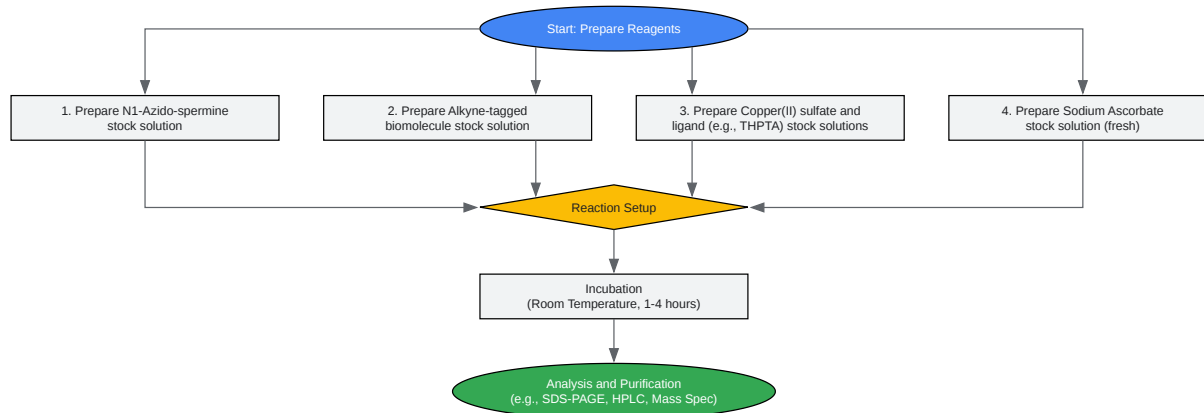 Start: Prepare Reagents
1. Prepare N1-Azido-spermine
stock solution
2. Prepare Alkyne-tagged
biomolecule stock solution
3. Prepare Copper(II) sulfate and
ligand (e.g., THPTA) stock solutions
4. Prepare Sodium Ascorbate
stock solution (fresh)
Reaction Setup
Incubation
(Room Temperature, 1-4 hours)
Analysis and Purification
(e.g., SDS-PAGE, HPLC, Mass Spec)